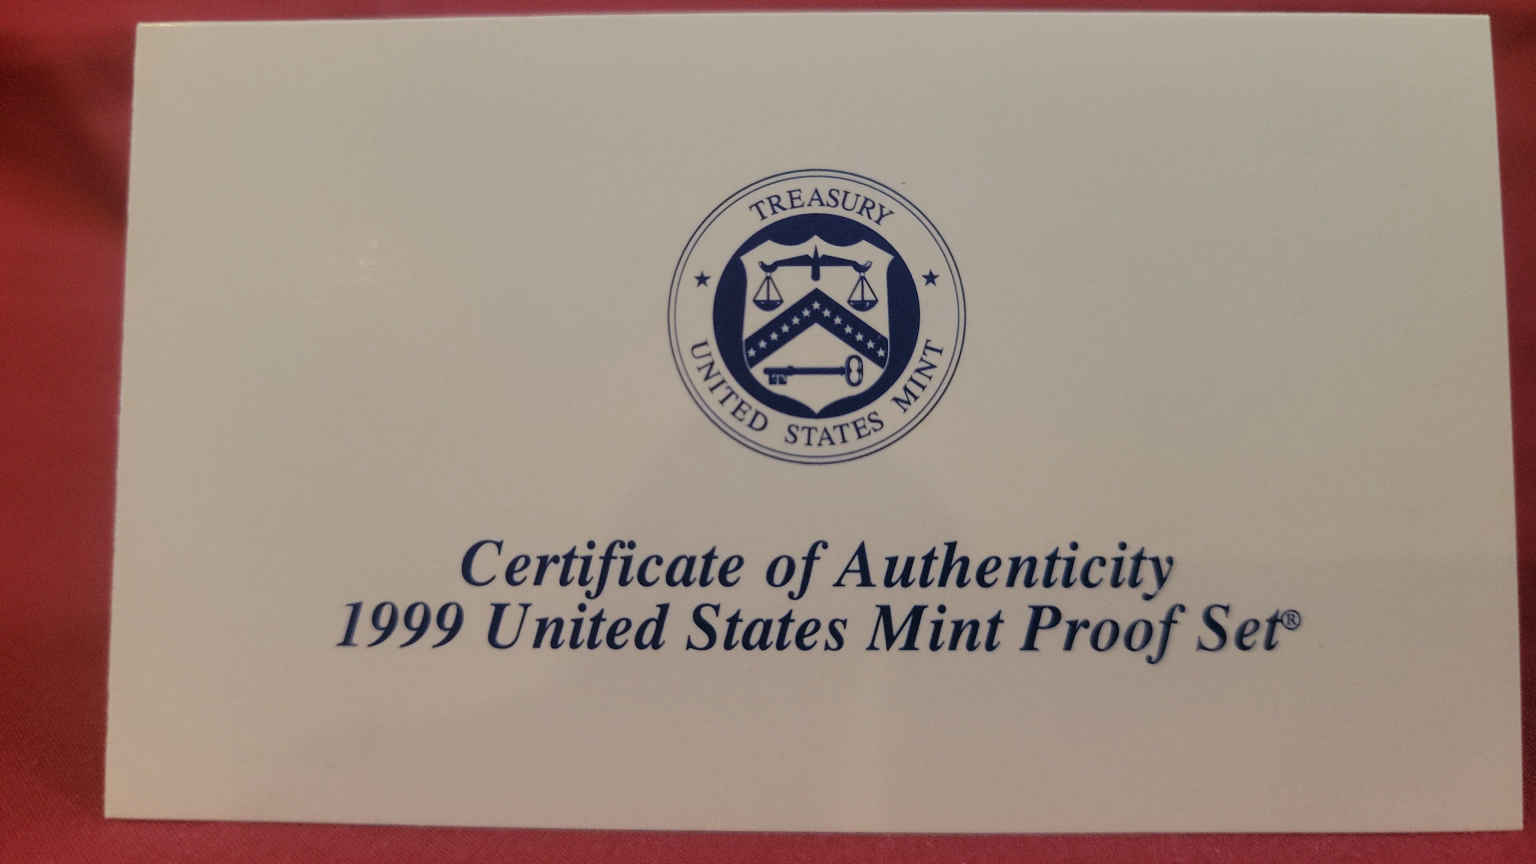 TREASURY
UNITED STATES MINT
Certificate of Authenticity
1999 United States Mint Proof Set®